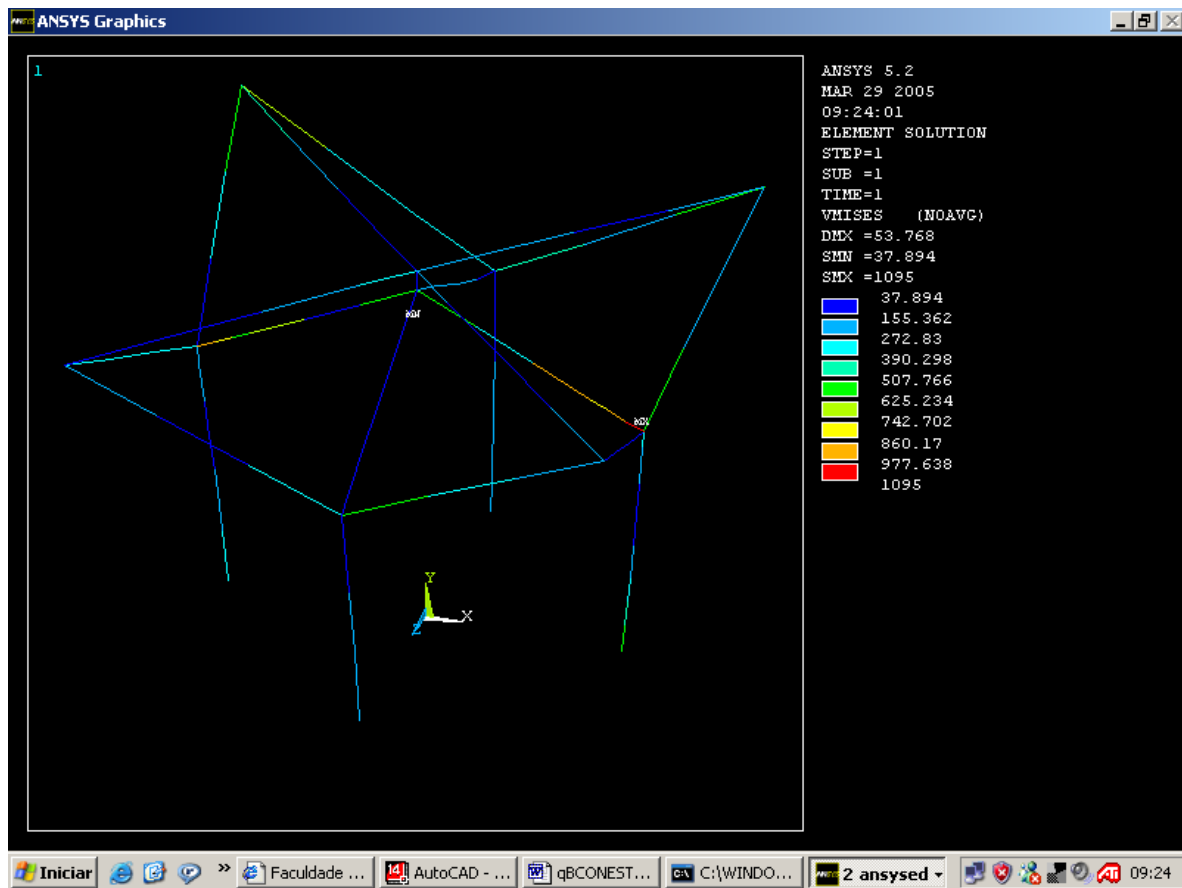 ANSYS Graphics
1
ANSYS 5.2
MAR 29 2005
09:24:01
ELEMENT SOLUTION
STEP=1
SUB =1
TIME=1
VMISES (NOAVG)
DMX =53.768
SMN =37.894
SMX =1095
37.894
155.362
272.83
390.298
507.766
625.234
742.702
860.17
977.638
1095
MN
MX
Y
X
Z
Iniciar
»
Faculdade ...
AutoCAD - ...
qBCONEST...
C:\WINDO...
2 ansysed
09:24